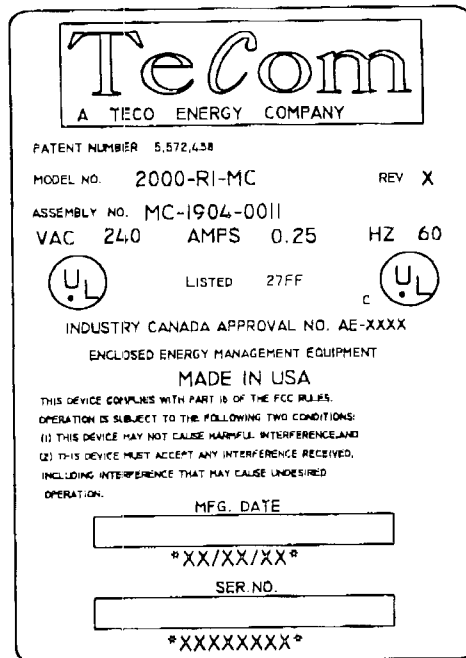 TeCom
A TECO ENERGY COMPANY
PATENT NUMBER 5,572,438
MODEL NO. 2000-RI-MC REV X
ASSEMBLY NO. MC-1904-0011
VAC 240 AMPS 0.25 HZ 60
UL LISTED 27FF C UL
INDUSTRY CANADA APPROVAL NO. AE-XXXX
ENCLOSED ENERGY MANAGEMENT EQUIPMENT
MADE IN USA
THIS DEVICE COMPLIES WITH PART OF THE FCC RULES.
OPERATION IS SUBJECT TO THE FOLLOWING TWO CONDITIONS:
(1) THIS DEVICE MAY NOT CAUSE HARMFUL INTERFERENCE,AND
(2) THIS DEVICE MUST ACCEPT ANY INTERFERENCE RECEIVED,
INCLUDING INTERFERENCE THAT MAY CAUSE UNDESIRED
OPERATION.
MFG. DATE
*XX/XX/XX*
SER.NO.
*XXXXXXXX*